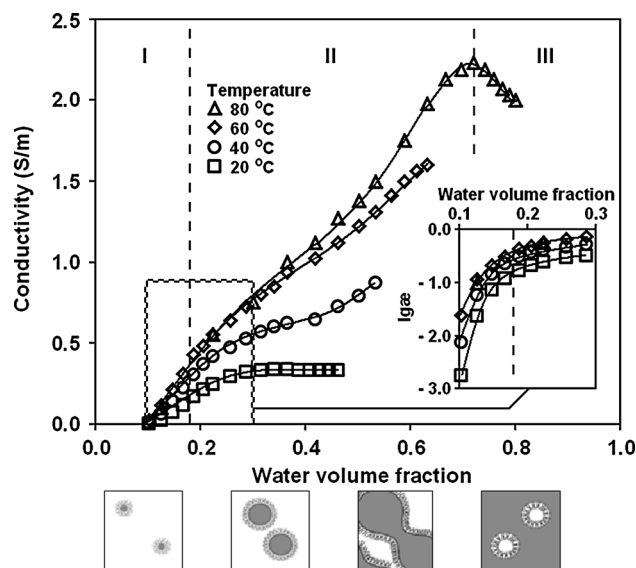 2.5
I
II
III
Temperature
80 °C
60 °C
40 °C
20 °C
2.0
1.5
1.0
0.5
0.0
Conductivity (S/m)
Water volume fraction
0.1
0.2
0.3
0.0
- 1.0
- 2.0
- 3.0
lgæ
0.0
0.2
0.4
0.6
0.8
1.0
Water volume fraction